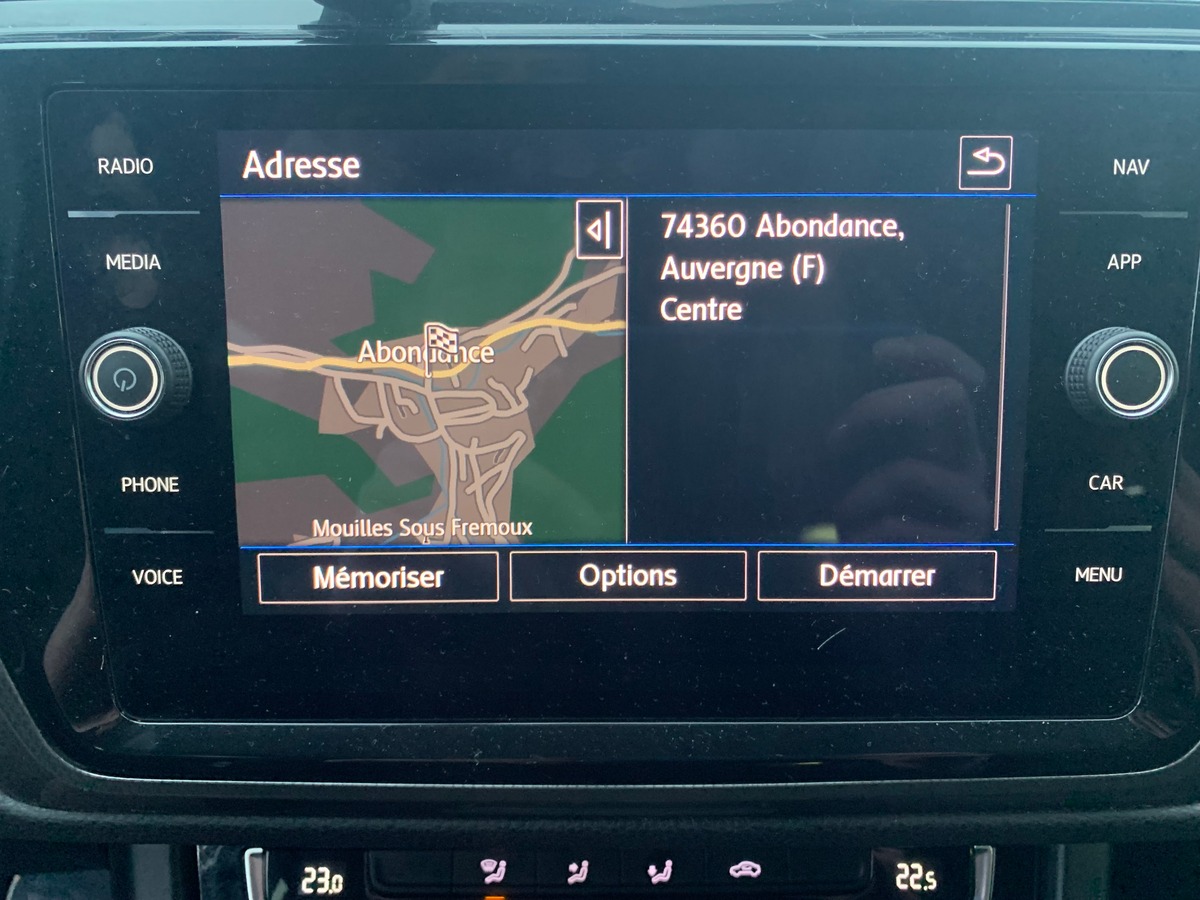 RADIO
MEDIA
PHONE
VOICE
Adresse
Abondance
Mouilles Sous Fremoux
74360 Abondance,
Auvergne (F)
Centre
Mémoriser
Options
Démarrer
NAV
APP
CAR
MENU
23.0
22.5